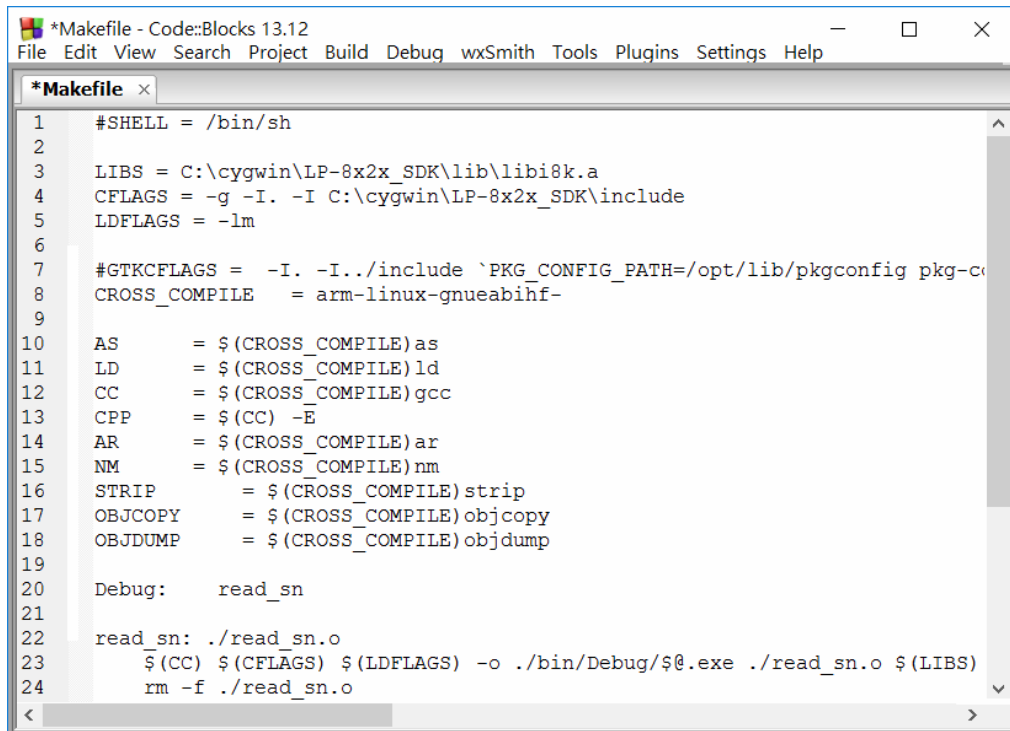 *Makefile - Code::Blocks 13.12
File Edit View Search Project Build Debug wxSmith Tools Plugins Settings Help
*Makefile
1 #SHELL = /bin/sh
2
3 LIBS = C:\cygwin\LP-8x2x_SDK\lib\libi8k.a
4 CFLAGS = -g -I. -I C:\cygwin\LP-8x2x_SDK\include
5 LDFLAGS = -lm
6
7 #GTKCFLAGS =  -I. -I../include `PKG_CONFIG_PATH=/opt/lib/pkgconfig
8 CROSS_COMPILE   = arm-linux-gnueabihf-
9
10 AS      = $(CROSS_COMPILE)as
11 LD      = $(CROSS_COMPILE)ld
12 CC      = $(CROSS_COMPILE)gcc
13 CPP     = $(CC) -E
14 AR      = $(CROSS_COMPILE)ar
15 NM      = $(CROSS_COMPILE)nm
16 STRIP       = $(CROSS_COMPILE)strip
17 OBJCOPY     = $(CROSS_COMPILE)objcopy
18 OBJDUMP     = $(CROSS_COMPILE)objdump
19
20 Debug:    read_sn
21
22 read_sn: ./read_sn.o
23     $(CC) $(CFLAGS) $(LDFLAGS) -o ./bin/Debug/$@.exe ./read_sn.o $(LIBS)
24     rm -f ./read_sn.o